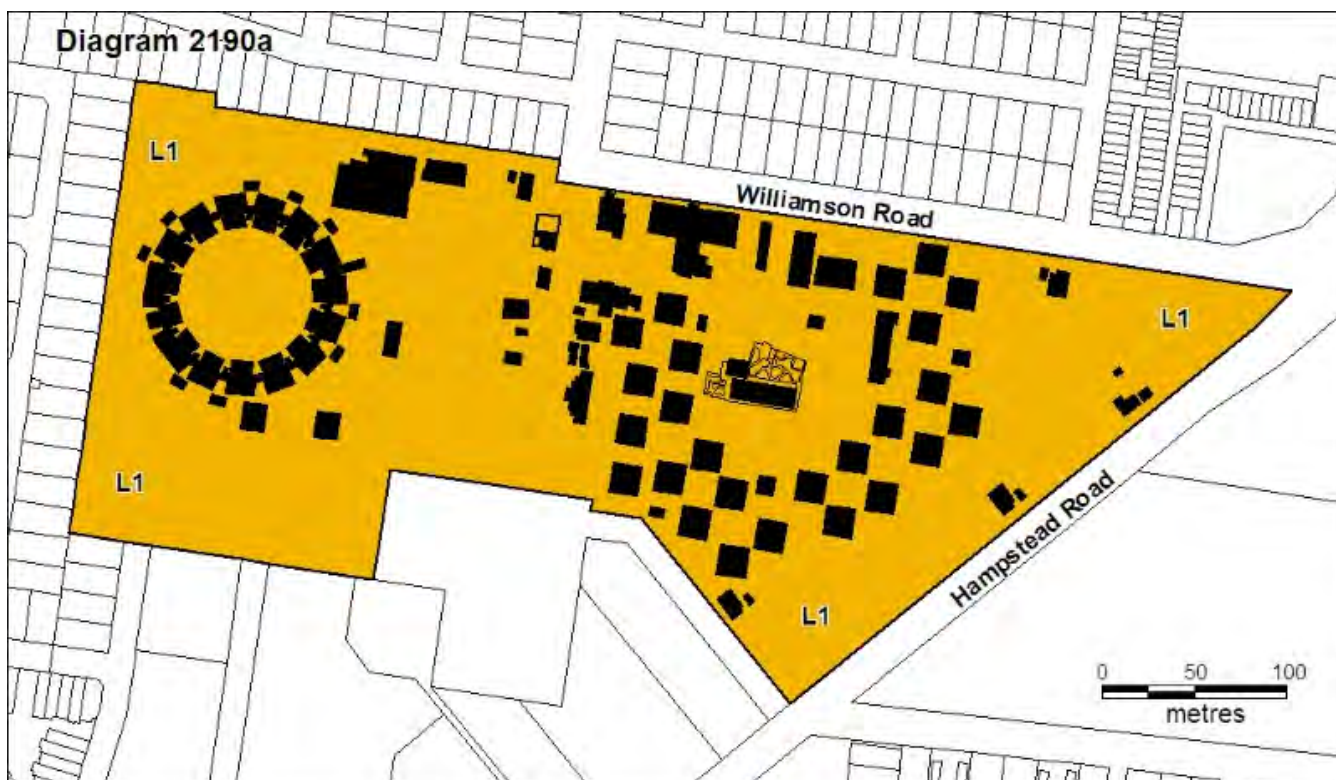 Diagram 2190a
L1
Williamson Road
L1
L1
Hampstead Road
L1
0 50 100
metres